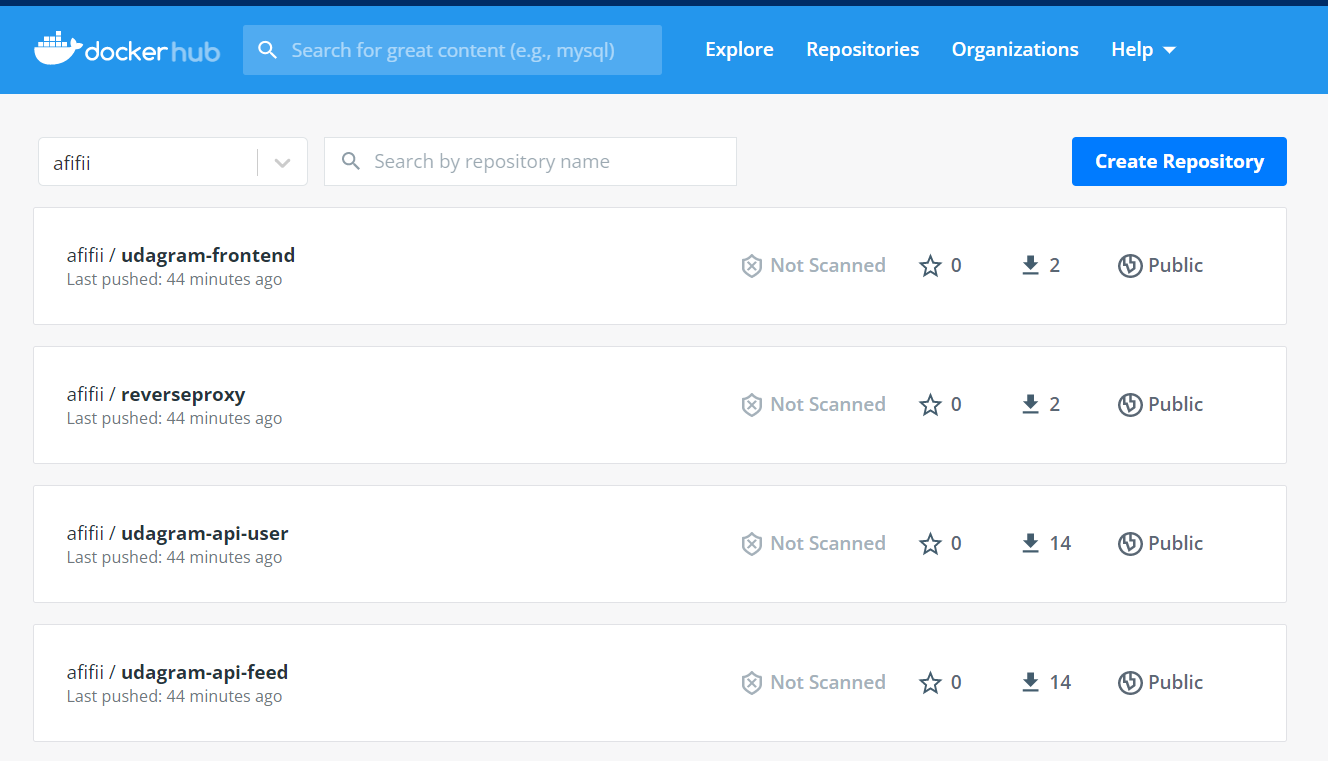 docker hub
Search for great content (e.g., mysql)
Explore
Repositories
Organizations
Help
afifii
Search by repository name
Create Repository
afifii / udagram-frontend
Last pushed: 44 minutes ago
Not Scanned
0
2
Public
afifii / reverseproxy
Last pushed: 44 minutes ago
Not Scanned
0
2
Public
afifii / udagram-api-user
Last pushed: 44 minutes ago
Not Scanned
0
14
Public
afifii / udagram-api-feed
Last pushed: 44 minutes ago
Not Scanned
0
14
Public